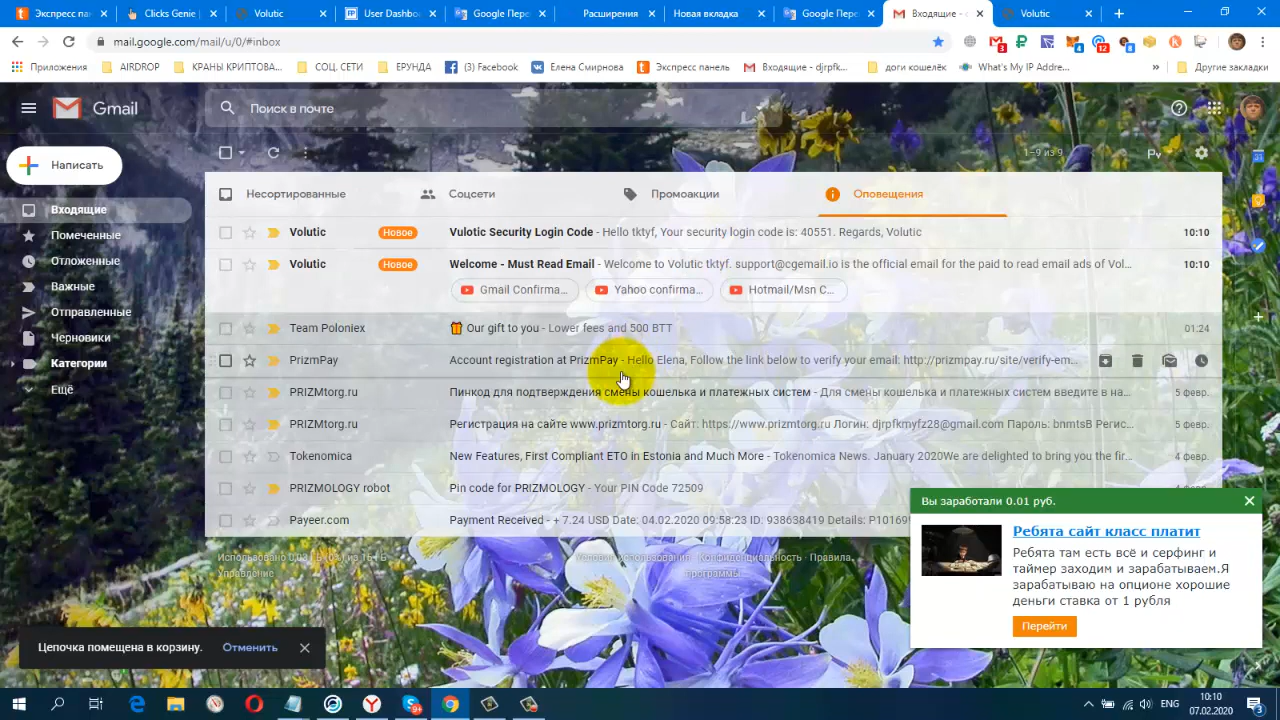 Экспресс панель
Clicks Genie
Volutic
User Dashbo
Google Пере
Расширения
Новая вкладка
Google Пере
Входящие -
Volutic
mail.google.com/mail/u/0/#inbox
3
4
12
8
Приложения
AIRDROP
КРАНЫ КРИПТОВА...
СОЦ. СЕТИ
ЕРУНДА
(3) Facebook
Елена Смирнова
Экспресс панель
Входящие - djrpfk...
доги кошелёк
What's My IP Addre...
»
Другие закладки
Gmail
Поиск в почте
Написать
1–9 из 9
Входящие
Помеченные
Отложенные
Важные
Отправленные
Черновики
Категории
Ещё
Несортированные
Соцсети
Промоакции
Оповещения
Volutic Новое Vulotic Security Login Code - Hello tktyf, Your security login code is: 40551. Regards, Volutic 10:10
Volutic Новое Welcome - Must Read Email - Welcome to Volutic tktyf. support@cgemail.io is the official email for the paid to read email ads of Vol... 10:10
Gmail Confirma...
Yahoo confirma...
Hotmail/Msn C...
Team Poloniex Our gift to you - Lower fees and 500 BTT 01:24
PrizmPay Account registration at PrizmPay - Hello Elena, Follow the link below to verify your email: http://prizmpay.ru/site/verify-em...
PRIZMtorg.ru Пинкод для подтверждения смены кошелька и платежных систем - Для смены кошелька и платежных систем введите в на... 5 февр.
PRIZMtorg.ru Регистрация на сайте www.prizmtorg.ru - Сайт: https://www.prizmtorg.ru Логин: djrpfkmyfz28@gmail.com Пароль: bnmtsB Регис... 5 февр.
Tokenomica New Features, First Compliant ETO in Estonia and Much More - Tokenomica News. January 2020We are delighted to bring you the fir... 4 февр.
PRIZMOLOGY robot Pin code for PRIZMOLOGY - Your PIN Code 72509
Payeer.com Payment Received - + 7.24 USD Date: 04.02.2020 09:58:23 ID: 938638419 Details: P101695
Управление
Условия использования · Конфиденциальность · Правила
программы
Вы заработали 0.01 руб.
Ребята сайт класс платит
Ребята там есть всё и серфинг и
таймер заходим и зарабатываем.Я
зарабатываю на опционе хорошие
деньги ставка от 1 рубля
Перейти
Цепочка помещена в корзину.
Отменить
ENG
10:10
07.02.2020
3